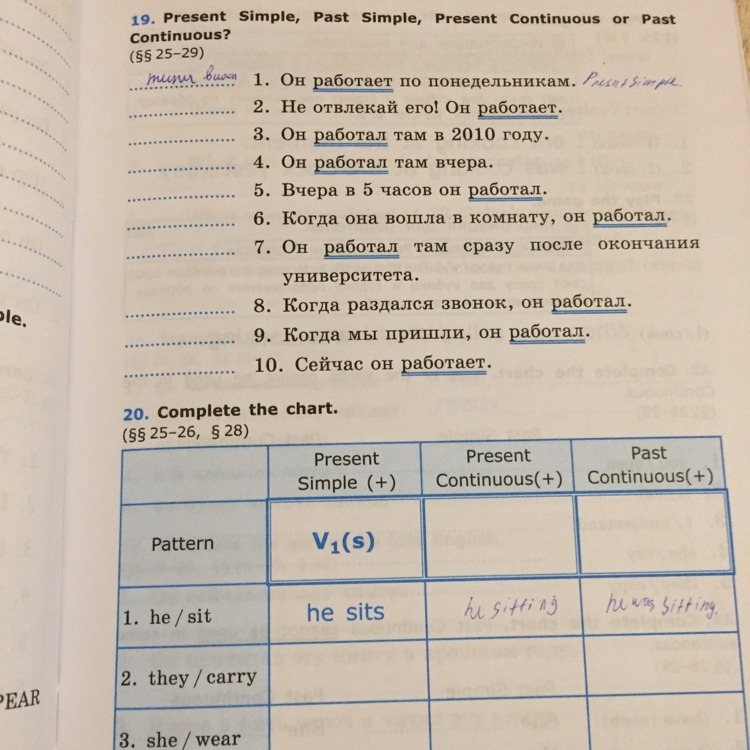 19. Present Simple, Past Simple, Present Continuous or Past
Continuous?
(§§ 25–29)
1. Он работает по понедельникам. Present Simple.
2. Не отвлекай его! Он работает.
3. Он работал там в 2010 году.
4. Он работал там вчера.
5. Вчера в 5 часов он работал.
6. Когда она вошла в комнату, он работал.
7. Он работал там сразу после окончания
университета.
8. Когда раздался звонок, он работал.
9. Когда мы пришли, он работал.
10. Сейчас он работает.
ple.
20. Complete the chart.
(§§ 25–26, § 28)
Present Simple (+) Present Continuous(+) Past Continuous(+)
Pattern V1(s)
1. he / sit he sits he sitting he was sitting.
2. they / carry
3. she / wear
PEAR